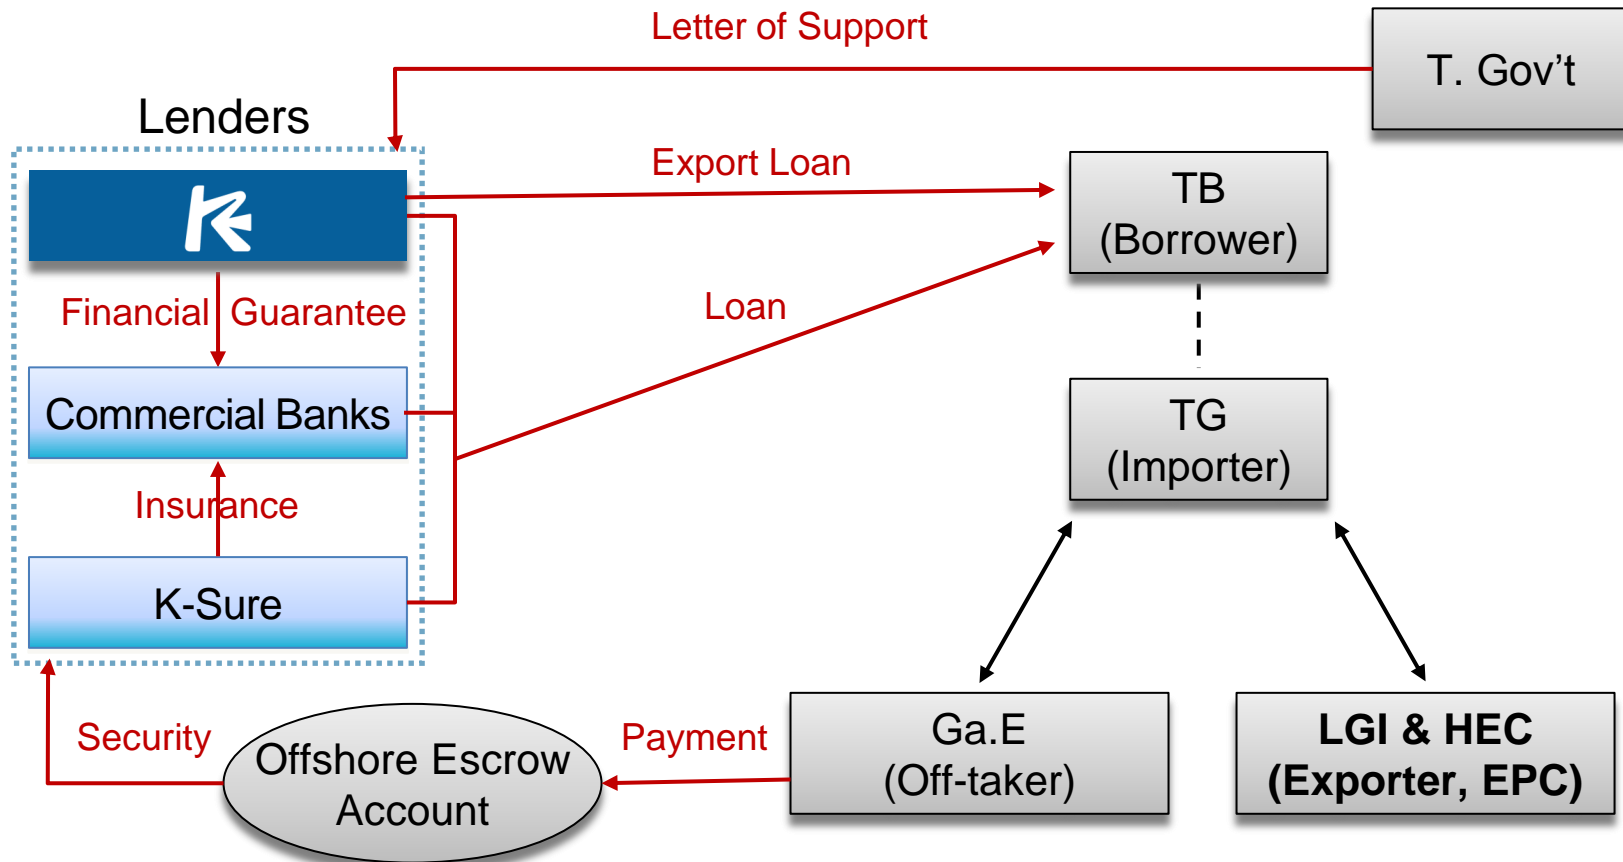 Letter of Support
T. Gov’t
Lenders
Export Loan
TB
(Borrower)
Financial Guarantee
Loan
Commercial Banks
TG
(Importer)
Insurance
K-Sure
Security
Offshore Escrow
Account
Payment
Ga.E
(Off-taker)
LGI & HEC
(Exporter, EPC)